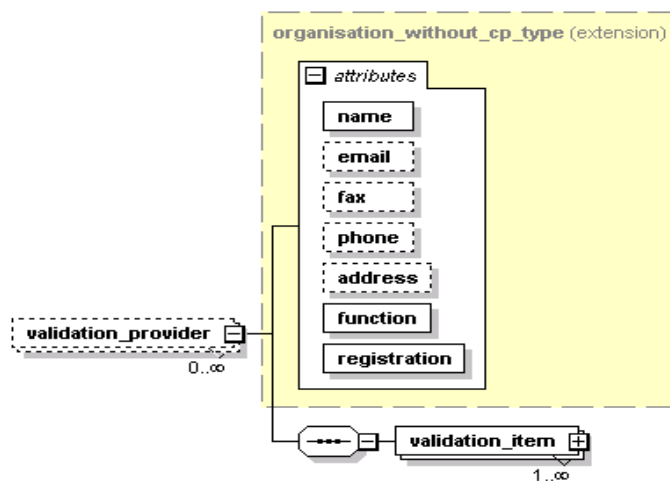 organisation_without_cp_type (extension)
attributes
name
email
fax
phone
address
function
registration
validation_provider
0..∞
validation_item
1..∞